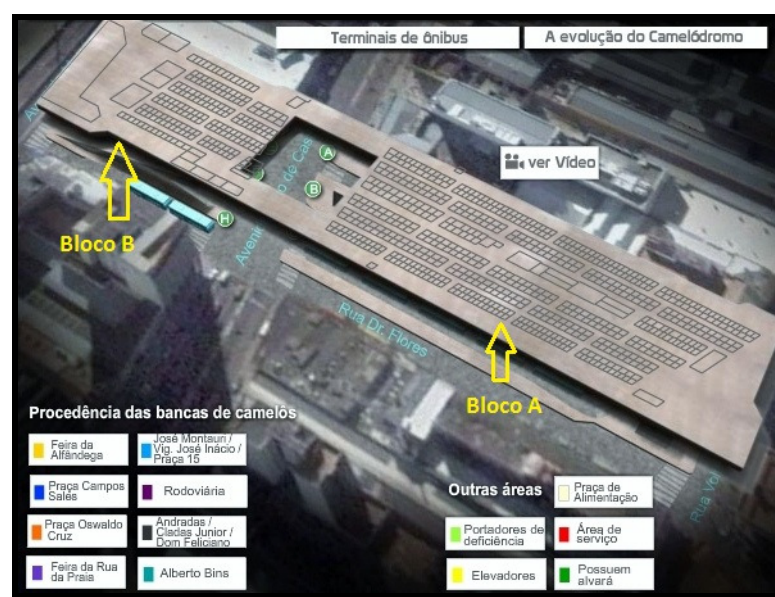 Terminais de ônibus
A evolução do Camelódromo
ver Vídeo
A
B
H
Bloco B
Bloco A
Rua Dr. Flores
Procedência das bancas de camelôs
Feira da
Alfândega
José Montauri /
Vig. José Inácio /
Praça 15
Praça Campos
Sales
Rodoviária
Praça Oswaldo
Cruz
Andradas /
Cladas Junior /
Dom Feliciano
Feira da Rua
da Praia
Alberto Bins
Outras áreas
Praça de
Alimentação
Portadores de
deficiência
Área de
serviço
Elevadores
Possuem
alvará